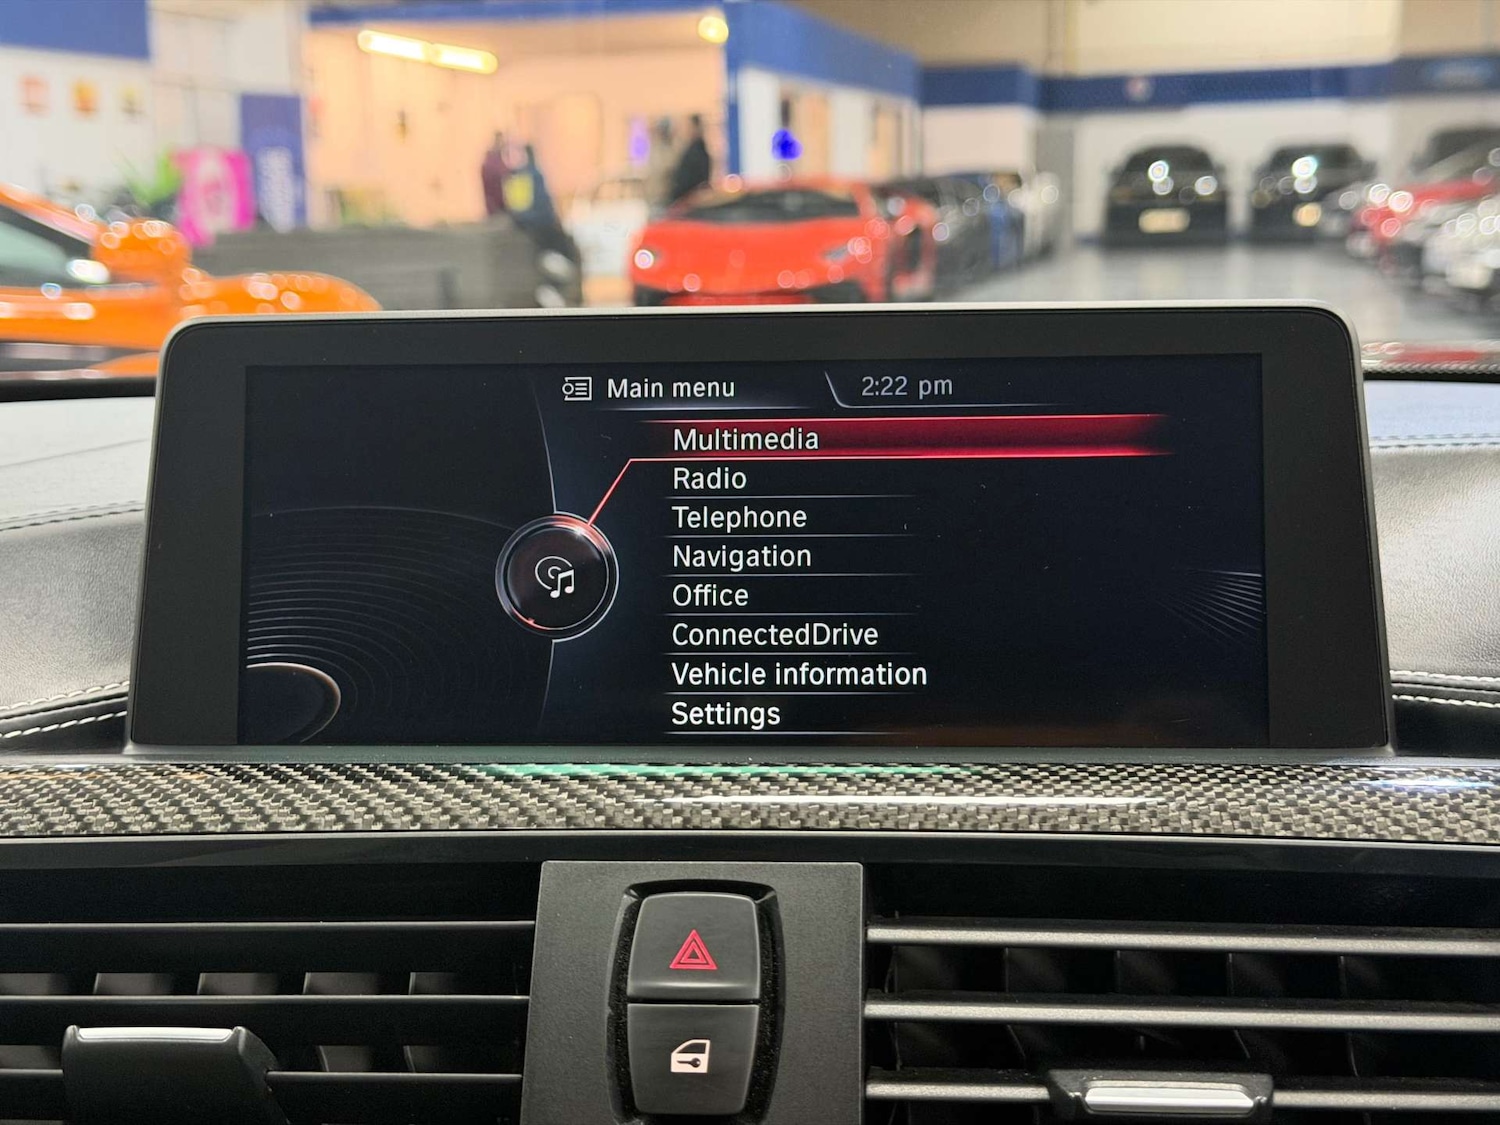 Main menu
2:22 pm
Multimedia
Radio
Telephone
Navigation
Office
ConnectedDrive
Vehicle information
Settings